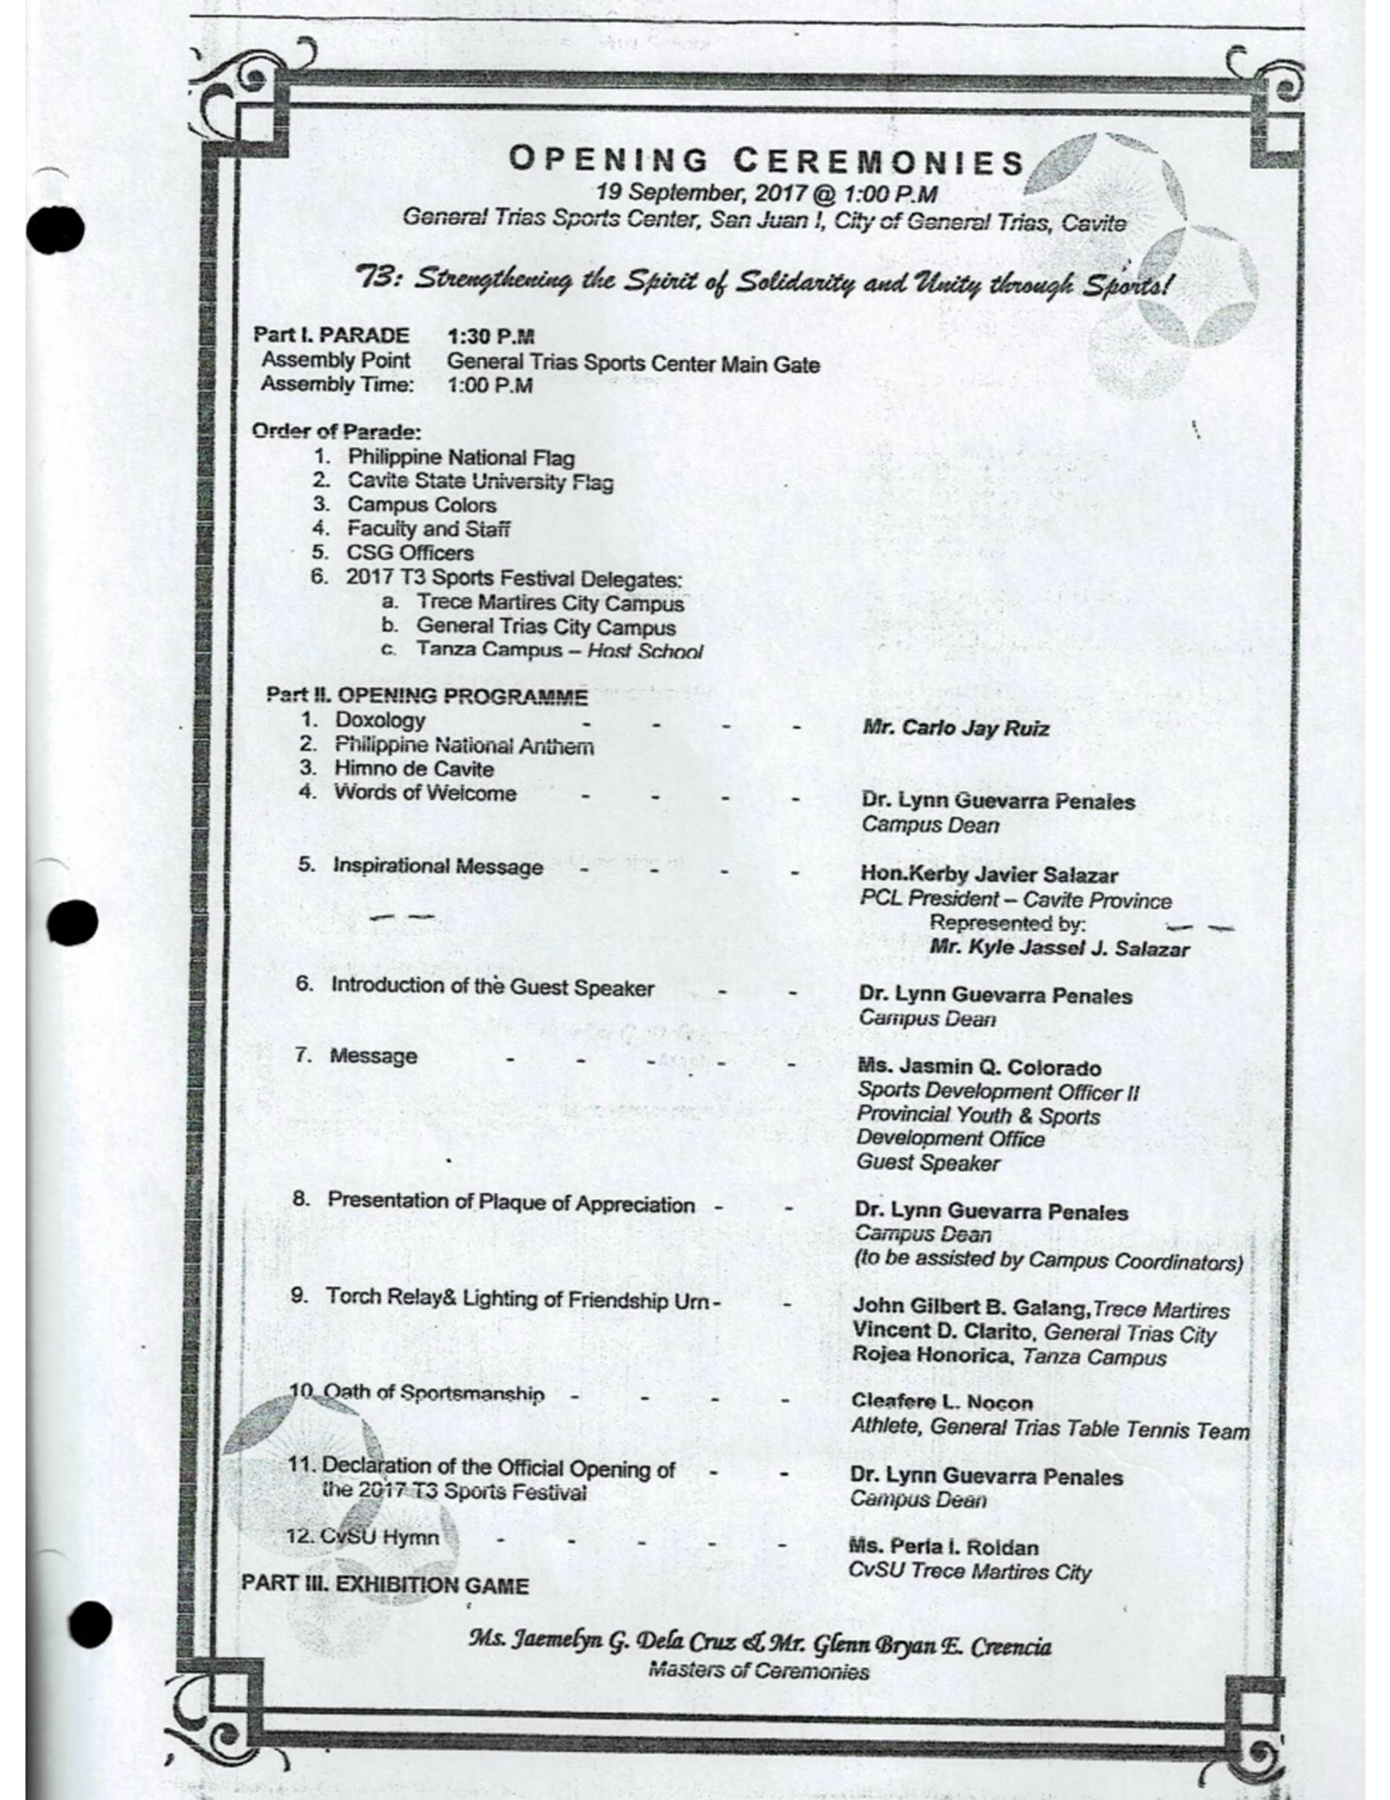 OPENING CEREMONIES
19 September, 2017 @ 1:00 P.M
General Trias Sports Center, San Juan I, City of General Trias, Cavite
T3: Strengthening the Spirit of Solidarity and Unity through Sports!
Part I. PARADE 1:30 P.M
Assembly Point General Trias Sports Center Main Gate
Assembly Time: 1:00 P.M
Order of Parade:
1. Philippine National Flag
2. Cavite State University Flag
3. Campus Colors
4. Faculty and Staff
5. CSG Officers
6. 2017 T3 Sports Festival Delegates:
a. Trece Martires City Campus
b. General Trias City Campus
c. Tanza Campus – Host School
Part II. OPENING PROGRAMME
1. Doxology - - - - Mr. Carlo Jay Ruiz
2. Philippine National Anthem
3. Himno de Cavite
4. Words of Welcome - - - - Dr. Lynn Guevarra Penales
Campus Dean
5. Inspirational Message - - - - Hon.Kerby Javier Salazar
PCL President – Cavite Province
Represented by:
Mr. Kyle Jassel J. Salazar
6. Introduction of the Guest Speaker - - Dr. Lynn Guevarra Penales
Campus Dean
7. Message - - - - - Ms. Jasmin Q. Colorado
Sports Development Officer II
Provincial Youth & Sports
Development Office
Guest Speaker
8. Presentation of Plaque of Appreciation - - Dr. Lynn Guevarra Penales
Campus Dean
(to be assisted by Campus Coordinators)
9. Torch Relay& Lighting of Friendship Urn - - John Gilbert B. Galang, Trece Martires
Vincent D. Clarito, General Trias City
Rojea Honorica, Tanza Campus
10. Oath of Sportsmanship - - - - Cleafere L. Nocon
Athlete, General Trias Table Tennis Team
11. Declaration of the Official Opening of - - Dr. Lynn Guevarra Penales
the 2017 T3 Sports Festival Campus Dean
12. CvSU Hymn - - - - - Ms. Perla I. Roldan
CvSU Trece Martires City
PART III. EXHIBITION GAME
Ms. Jaemelyn G. Dela Cruz & Mr. Glenn Bryan E. Creencia
Masters of Ceremonies